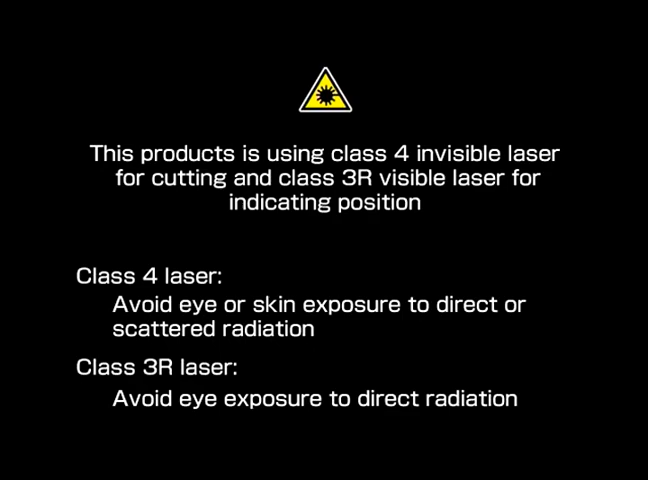 This products is using class 4 invisible laser
for cutting and class 3R visible laser for
indicating position
Class 4 laser:
Avoid eye or skin exposure to direct or
scattered radiation
Class 3R laser:
Avoid eye exposure to direct radiation